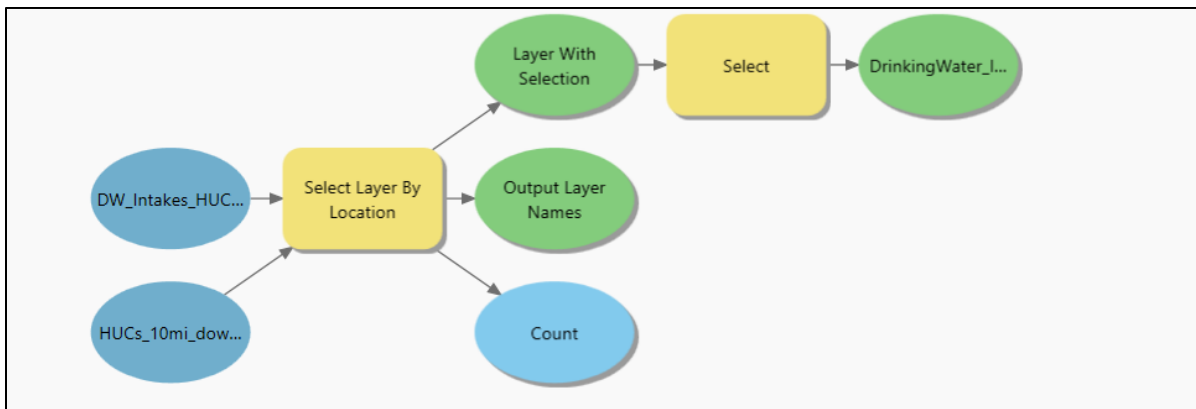 Layer With
Selection
Select
DrinkingWater_I...
DW_Intakes_HUC...
Select Layer By
Location
Output Layer
Names
HUCs_10mi_dow...
Count